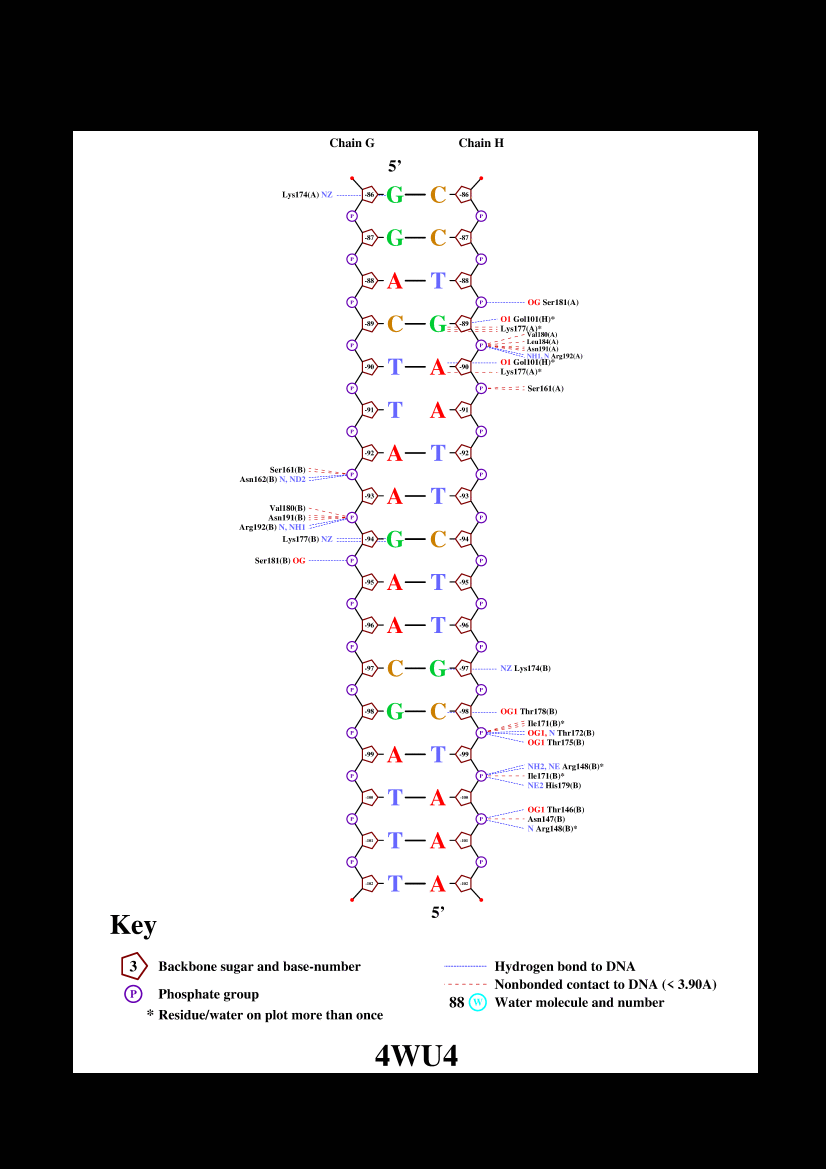 Chain G Chain H
5’
Lys174(A) NZ -86 G C -86
P P
-87 G C -87
P P
-88 A T -88
P P OG Ser181(A)
-89 C G -89 O1 Gol101(H)*
Lys177(A)*
Val180(A)
P P Leu184(A)
Asn191(A)
NH1, N Arg192(A)
-90 T A -90 O1 Gol101(H)*
Lys177(A)*
P P Ser161(A)
-91 T A -91
P P
-92 A T -92
Ser161(B)
P P
Asn162(B) N, ND2
-93 A T -93
Val180(B)
Asn191(B) P P
Arg192(B) N, NH1
Lys177(B) NZ -94 G C -94
Ser181(B) OG P P
-95 A T -95
P P
-96 A T -96
P P
-97 C G -97 NZ Lys174(B)
P P
-98 G C -98 OG1 Thr178(B)
Ile171(B)*
P P OG1, N Thr172(B)
OG1 Thr175(B)
-99 A T -99
NH2, NE Arg148(B)*
P P Ile171(B)*
NE2 His179(B)
-100 T A -100
OG1 Thr146(B)
P P Asn147(B)
N Arg148(B)*
-101 T A -101
P P
-102 T A -102
5’
Key
3 Backbone sugar and base-number
P Phosphate group
* Residue/water on plot more than once
Hydrogen bond to DNA
Nonbonded contact to DNA (< 3.90A)
88 W Water molecule and number
4WU4